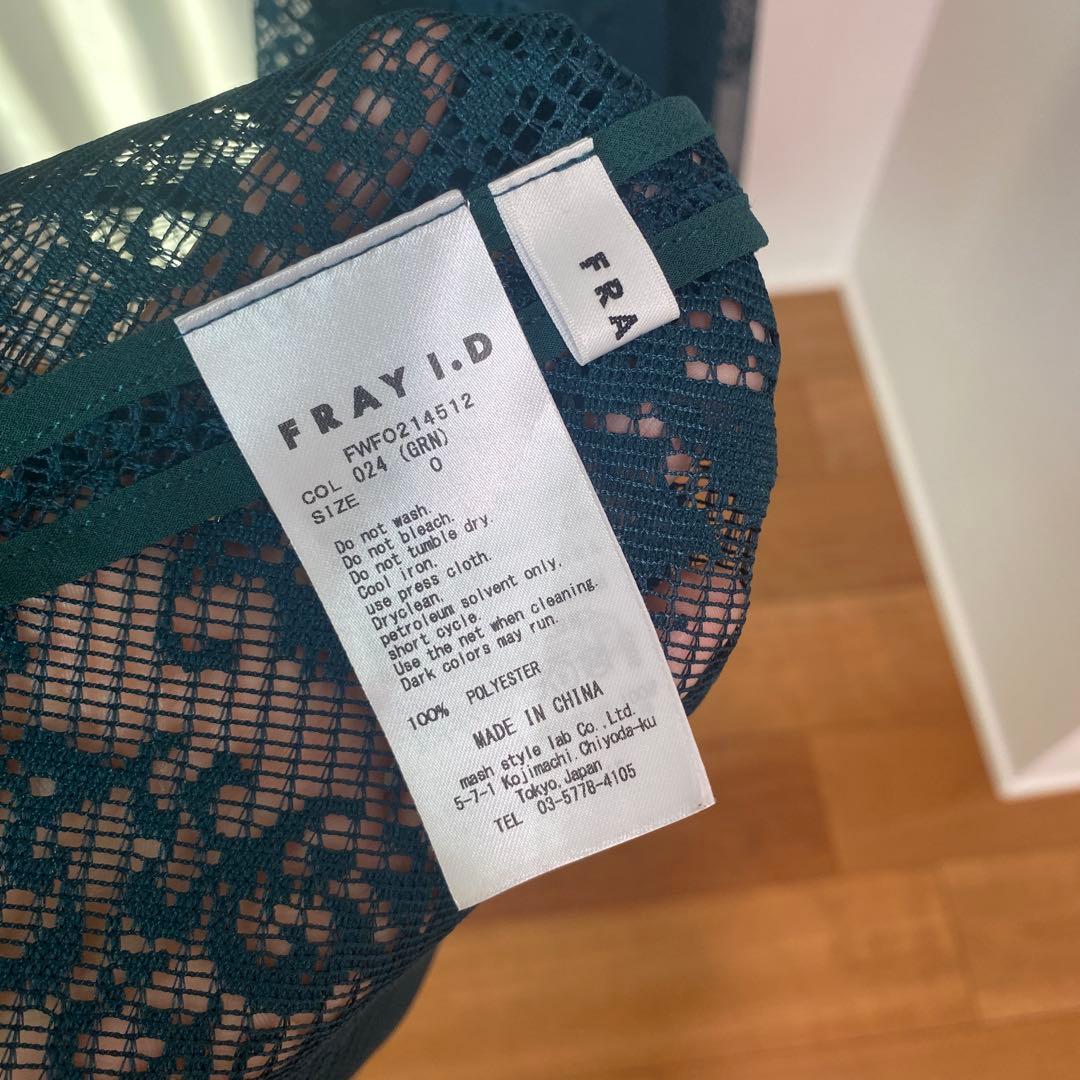 FRAY I.D
FWFO214512
COL 024 (GRN)
SIZE 0
Do not wash.
Do not bleach.
Do not tumble dry.
Cool iron.
use press cloth.
Dryclean.
petroleum solvent only,
short cycle.
Use the net when cleaning.
Dark colors may run.
100% POLYESTER
MADE IN CHINA
mash style lab Co.,Ltd.
5-7-1 Kojimachi.Chiyoda-ku
Tokyo,Japan
TEL 03-5778-4105
FRA